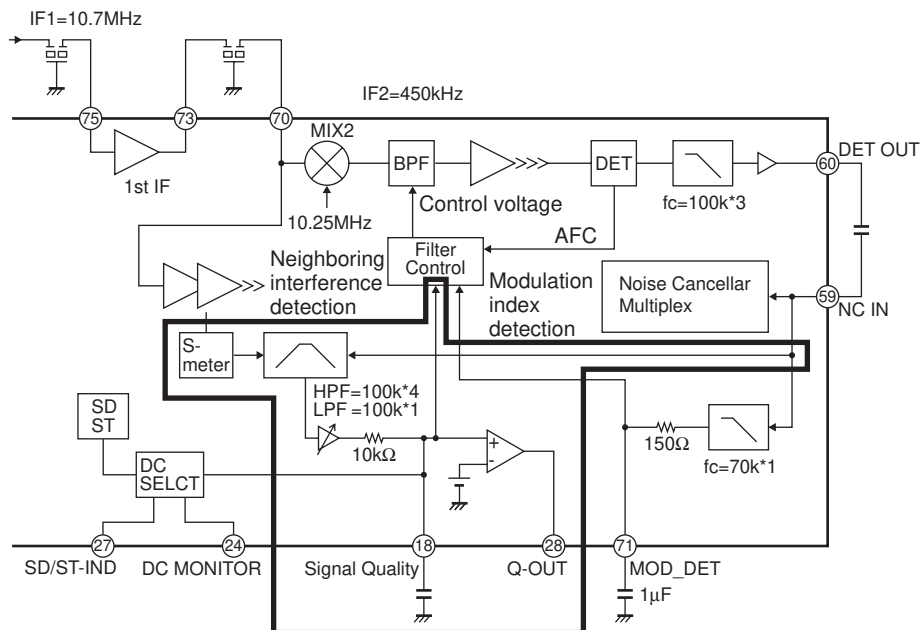 IF1=10.7MHz
IF2=450kHz
75
73
70
1st IF
MIX2
10.25MHz
BPF
Control voltage
DET
fc=100k*3
60
DET OUT
AFC
Filter
Control
Neighboring
interference
detection
Modulation
index
detection
Noise Cancellar
Multiplex
59
NC IN
S-
meter
HPF=100k*4
LPF =100k*1
10kΩ
+
-
150Ω
fc=70k*1
SD
ST
DC
SELCT
27
24
18
28
71
SD/ST-IND
DC MONITOR
Signal Quality
Q-OUT
MOD_DET
1µF